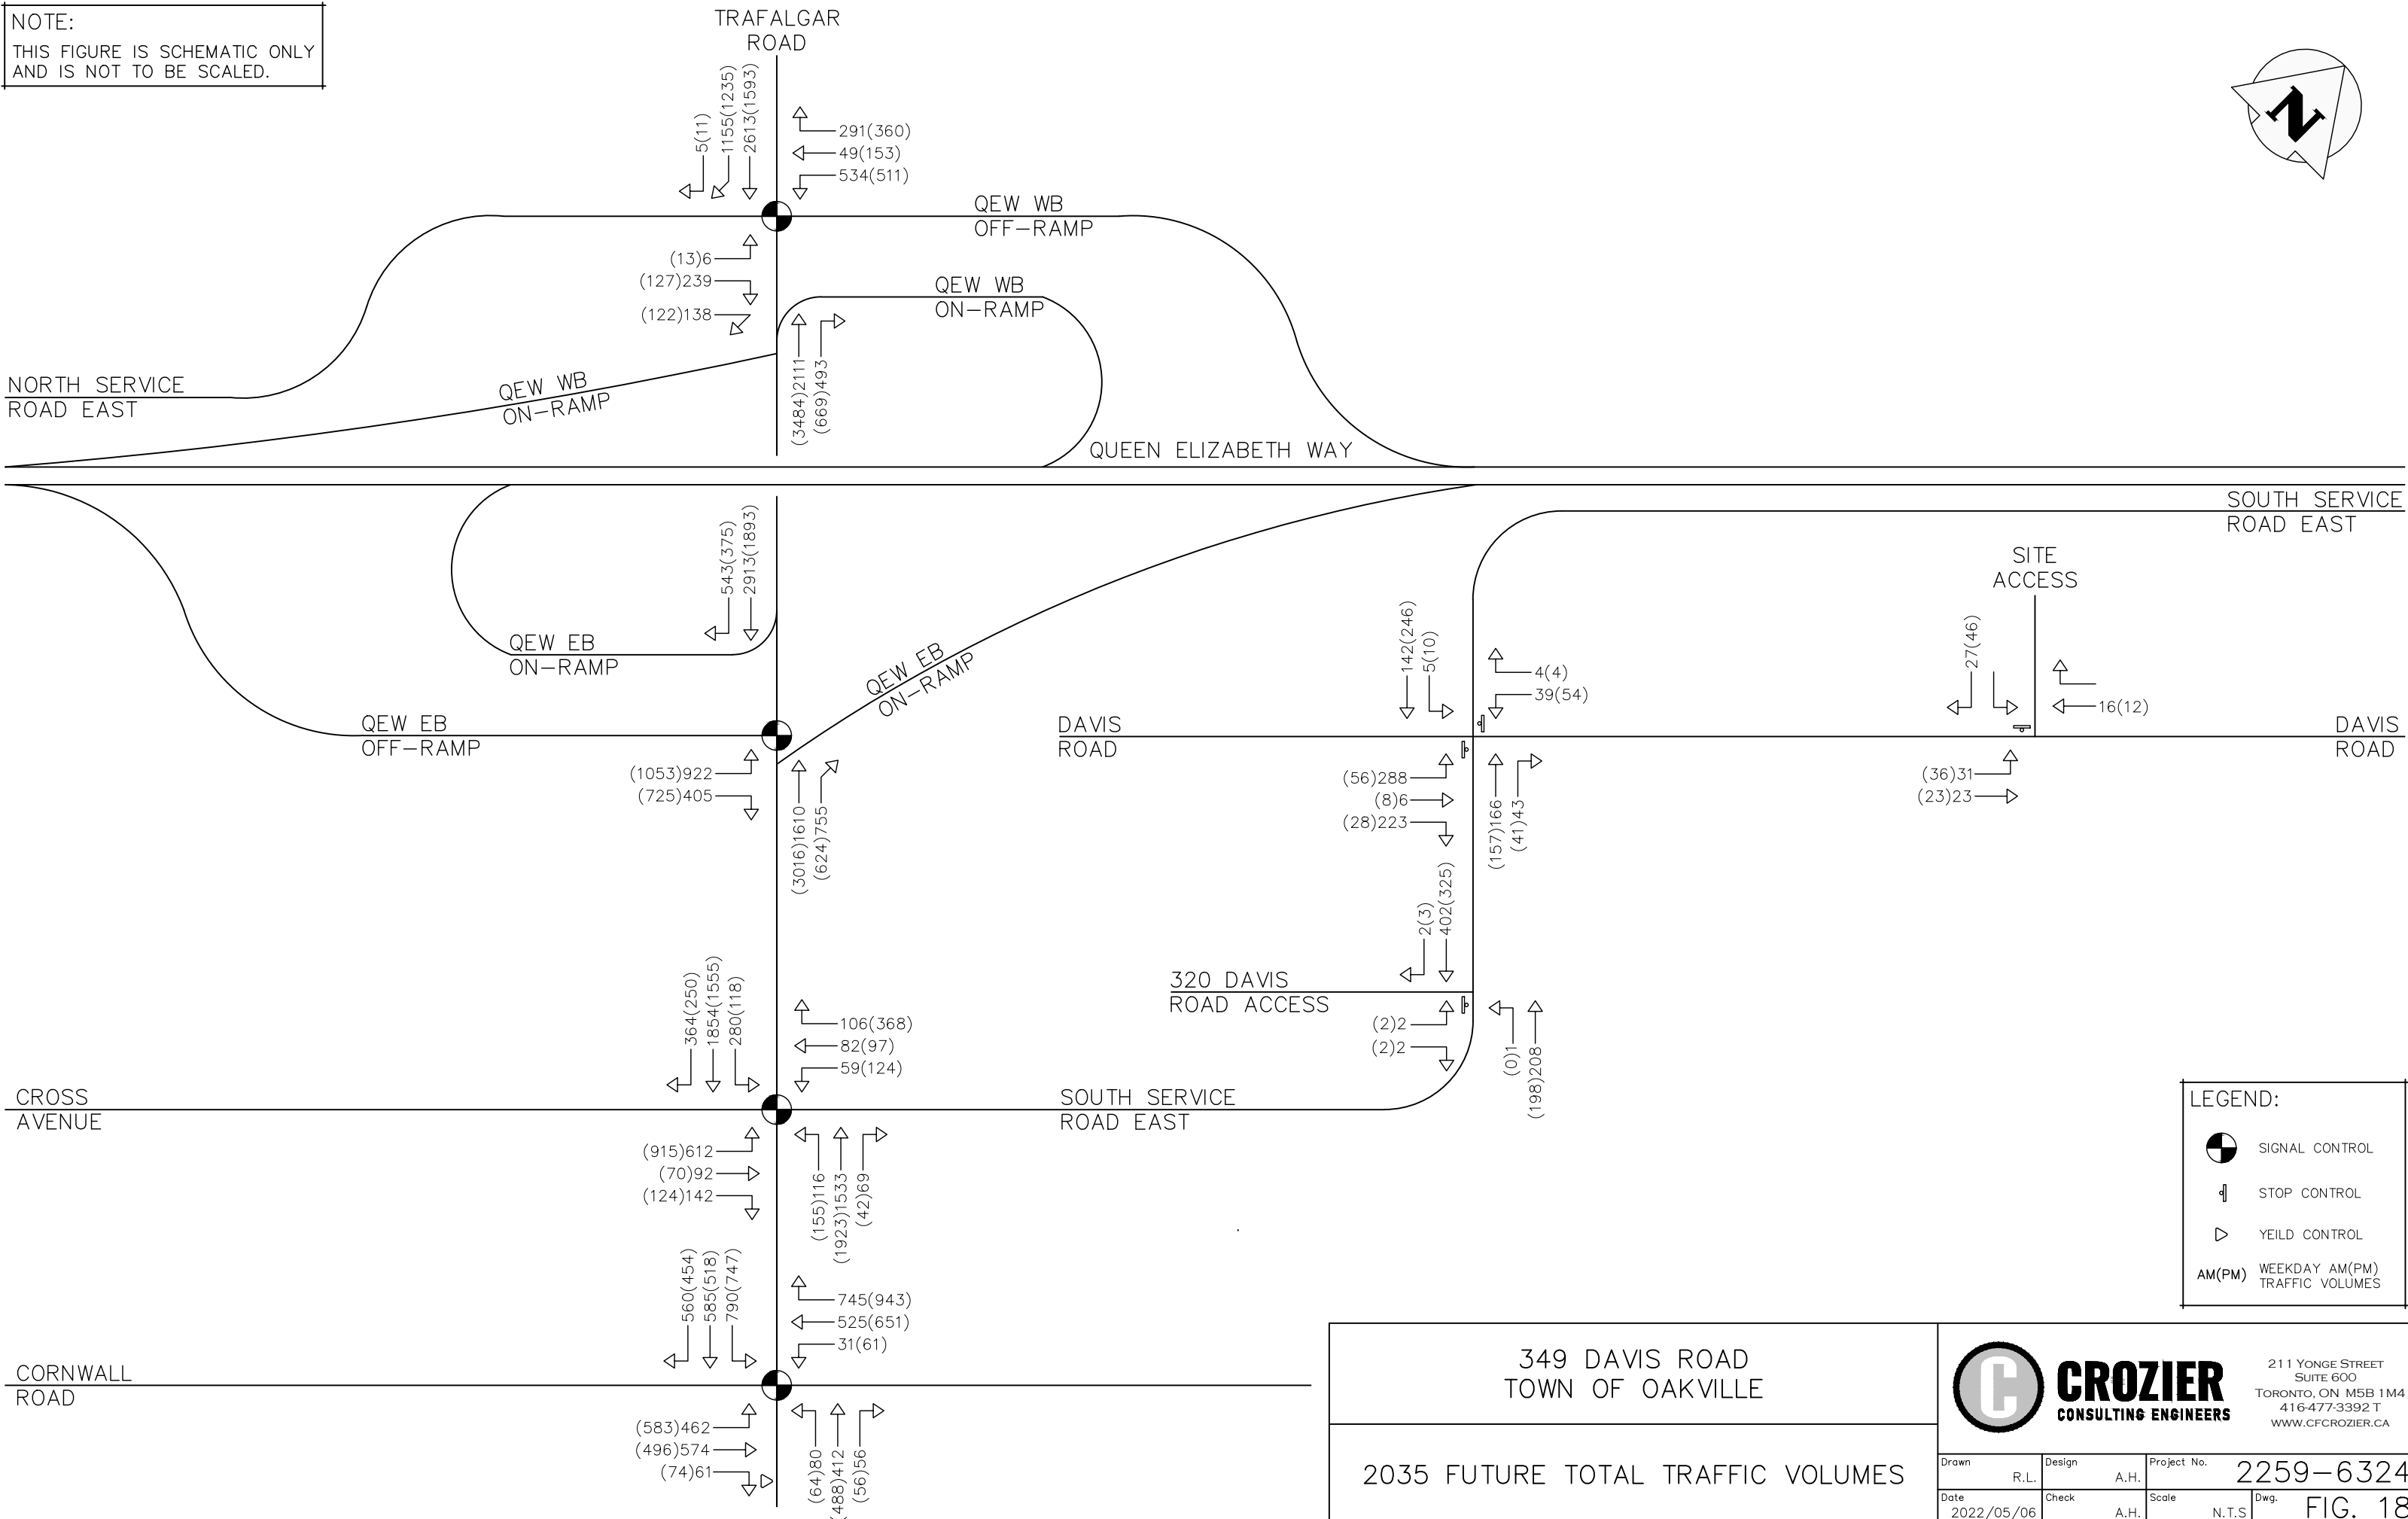 NOTE:
THIS FIGURE IS SCHEMATIC ONLY
AND IS NOT TO BE SCALED.
TRAFALGAR
ROAD
N
5(11)
1155(1235)
2613(1593)
291(360)
49(153)
534(511)
QEW WB
OFF-RAMP
(13)6
(127)239
(122)138
QEW WB
ON-RAMP
(3484)2111
(669)493
NORTH SERVICE
ROAD EAST
QEW WB
ON-RAMP
QUEEN ELIZABETH WAY
SOUTH SERVICE
ROAD EAST
543(375)
2913(1893)
QEW EB
ON-RAMP
QEW EB
ON-RAMP
QEW EB
OFF-RAMP
(1053)922
(725)405
(3016)1610
(624)755
SITE
ACCESS
142(246)
5(10)
4(4)
39(54)
27(46)
16(12)
DAVIS
ROAD
DAVIS
ROAD
(56)288
(8)6
(28)223
(157)166
(41)43
(36)31
(23)23
2(3)
402(325)
320 DAVIS
ROAD ACCESS
(2)2
(2)2
(0)1
(198)208
364(250)
1854(1555)
280(118)
106(368)
82(97)
59(124)
CROSS
AVENUE
SOUTH SERVICE
ROAD EAST
(915)612
(70)92
(124)142
(155)116
(1923)1533
(42)69
560(454)
585(518)
790(747)
745(943)
525(651)
31(61)
CORNWALL
ROAD
(583)462
(496)574
(74)61
(64)80
(488)412
(56)56
LEGEND:
SIGNAL CONTROL
STOP CONTROL
YEILD CONTROL
AM(PM) WEEKDAY AM(PM)
TRAFFIC VOLUMES
349 DAVIS ROAD
TOWN OF OAKVILLE
2035 FUTURE TOTAL TRAFFIC VOLUMES
C
CROZIER
CONSULTING ENGINEERS
211 YONGE STREET
SUITE 600
TORONTO, ON M5B 1M4
416-477-3392 T
WWW.CFCROZIER.CA
Drawn R.L. Design A.H. Project No. 2259-6324
Date 2022/05/06 Check A.H. Scale N.T.S Dwg. FIG. 18